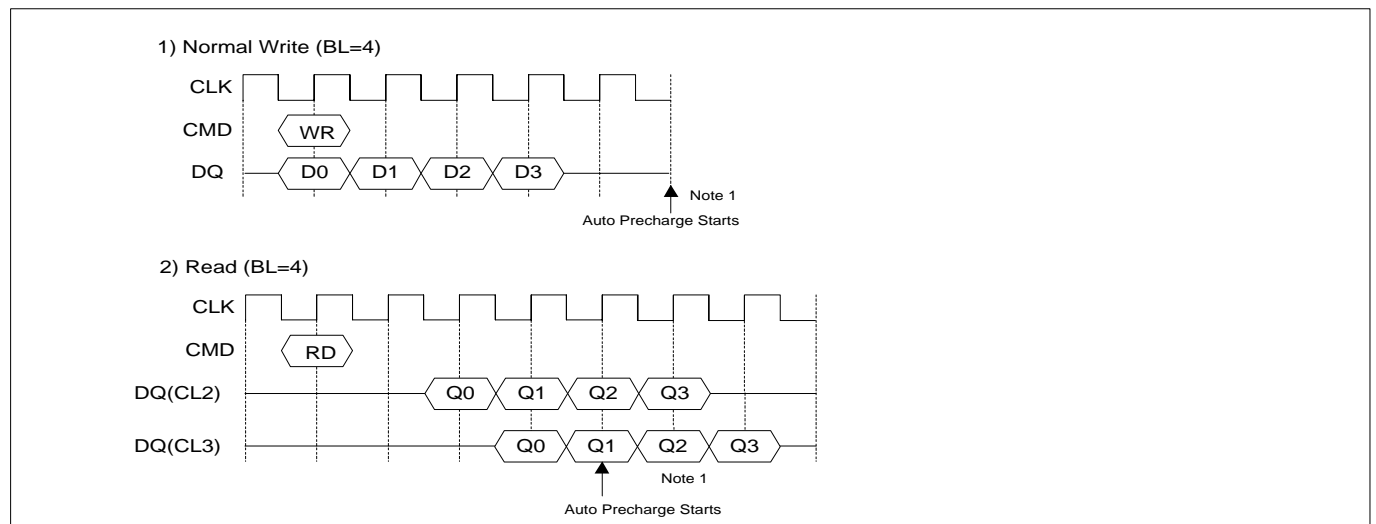 1) Normal Write (BL=4)
CLK
CMD WR
DQ D0 D1 D2 D3
Note 1
Auto Precharge Starts
2) Read (BL=4)
CLK
CMD RD
DQ(CL2) Q0 Q1 Q2 Q3
DQ(CL3) Q0 Q1 Q2 Q3
Note 1
Auto Precharge Starts